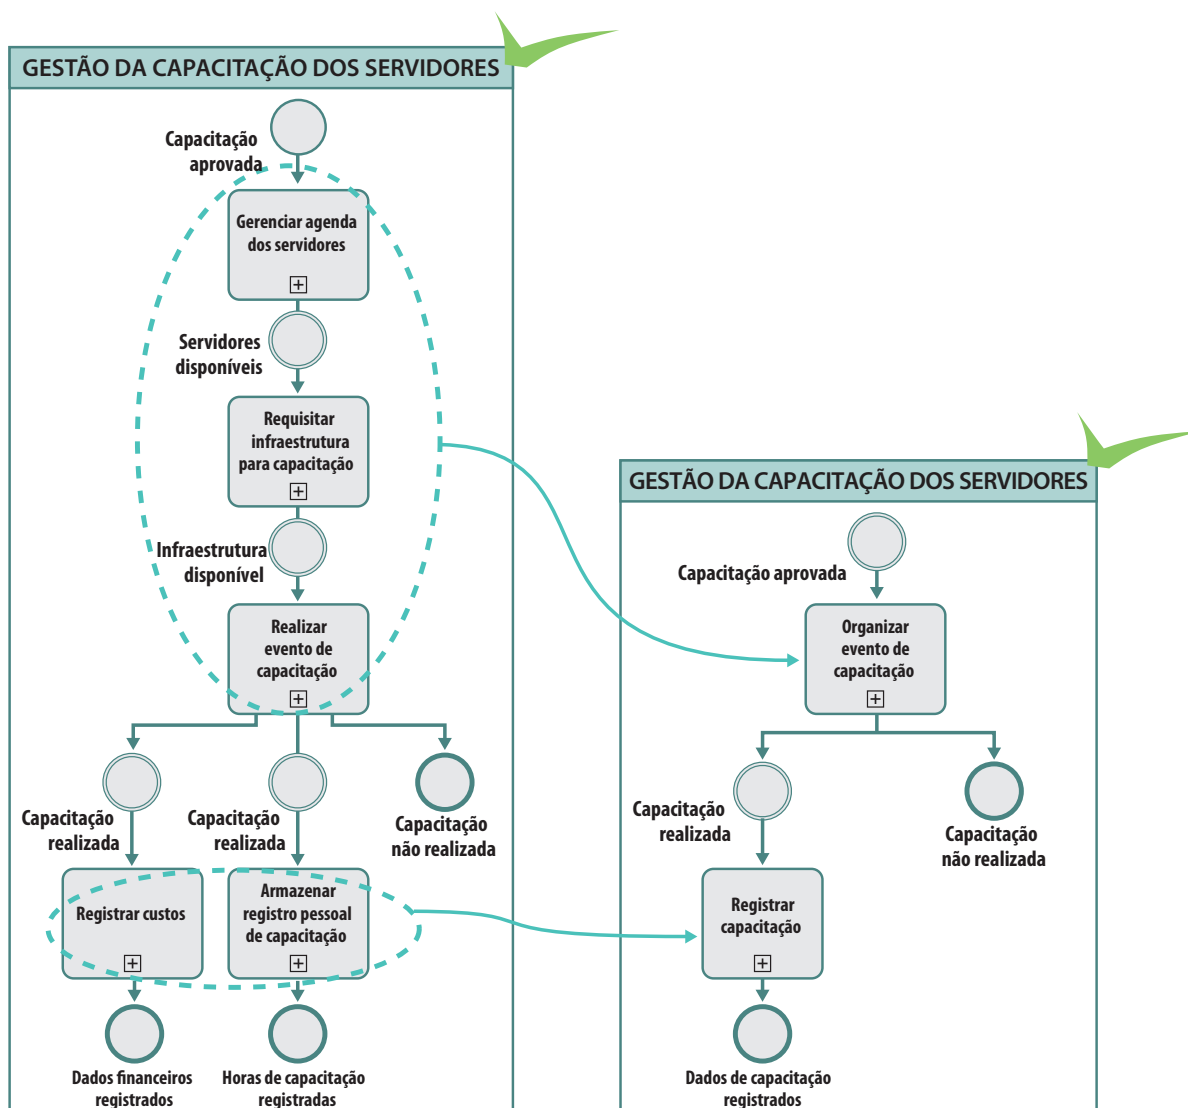 GESTÃO DA CAPACITAÇÃO DOS SERVIDORES
Capacitação
aprovada
Gerenciar agenda
dos servidores
Servidores
disponíveis
Requisitar
infraestrutura
para capacitação
Infraestrutura
disponível
Realizar
evento de
capacitação
Capacitação
realizada
Capacitação
realizada
Capacitação
não realizada
Registrar custos
Armazenar
registro pessoal
de capacitação
Dados financeiros
registrados
Horas de capacitação
registradas
GESTÃO DA CAPACITAÇÃO DOS SERVIDORES
Capacitação aprovada
Organizar
evento de
capacitação
Capacitação
realizada
Capacitação
não realizada
Registrar
capacitação
Dados de capacitação
registrados